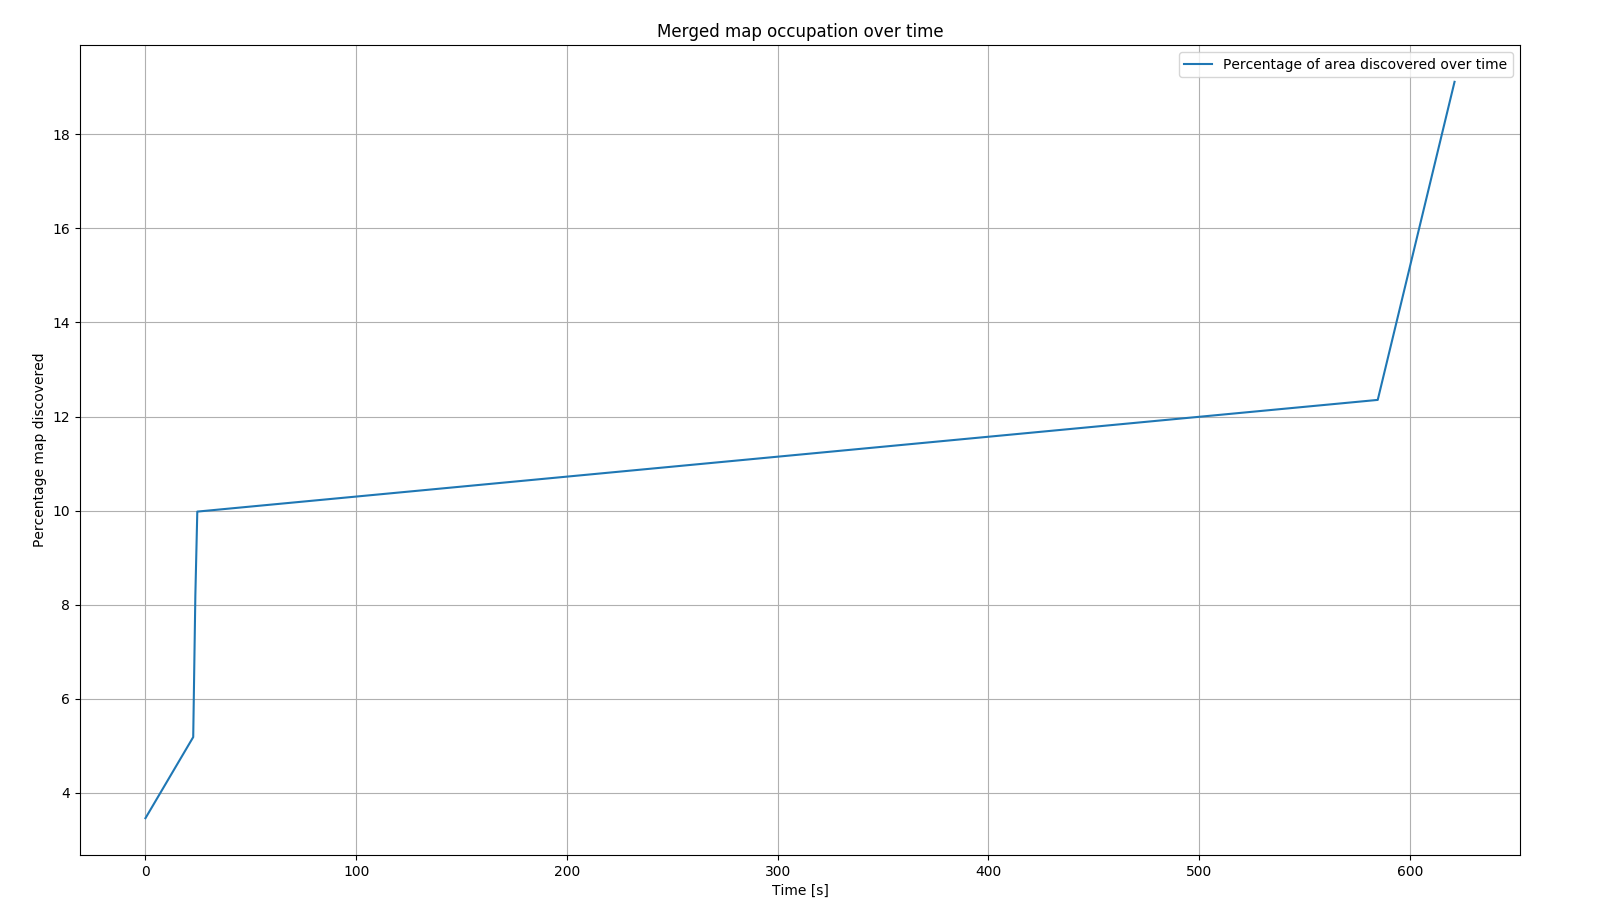 Merged map occupation over time
Percentage of area discovered over time
18
16
14
12
10
8
6
4
Percentage map discovered
0 100 200 300 400 500 600
Time [s]